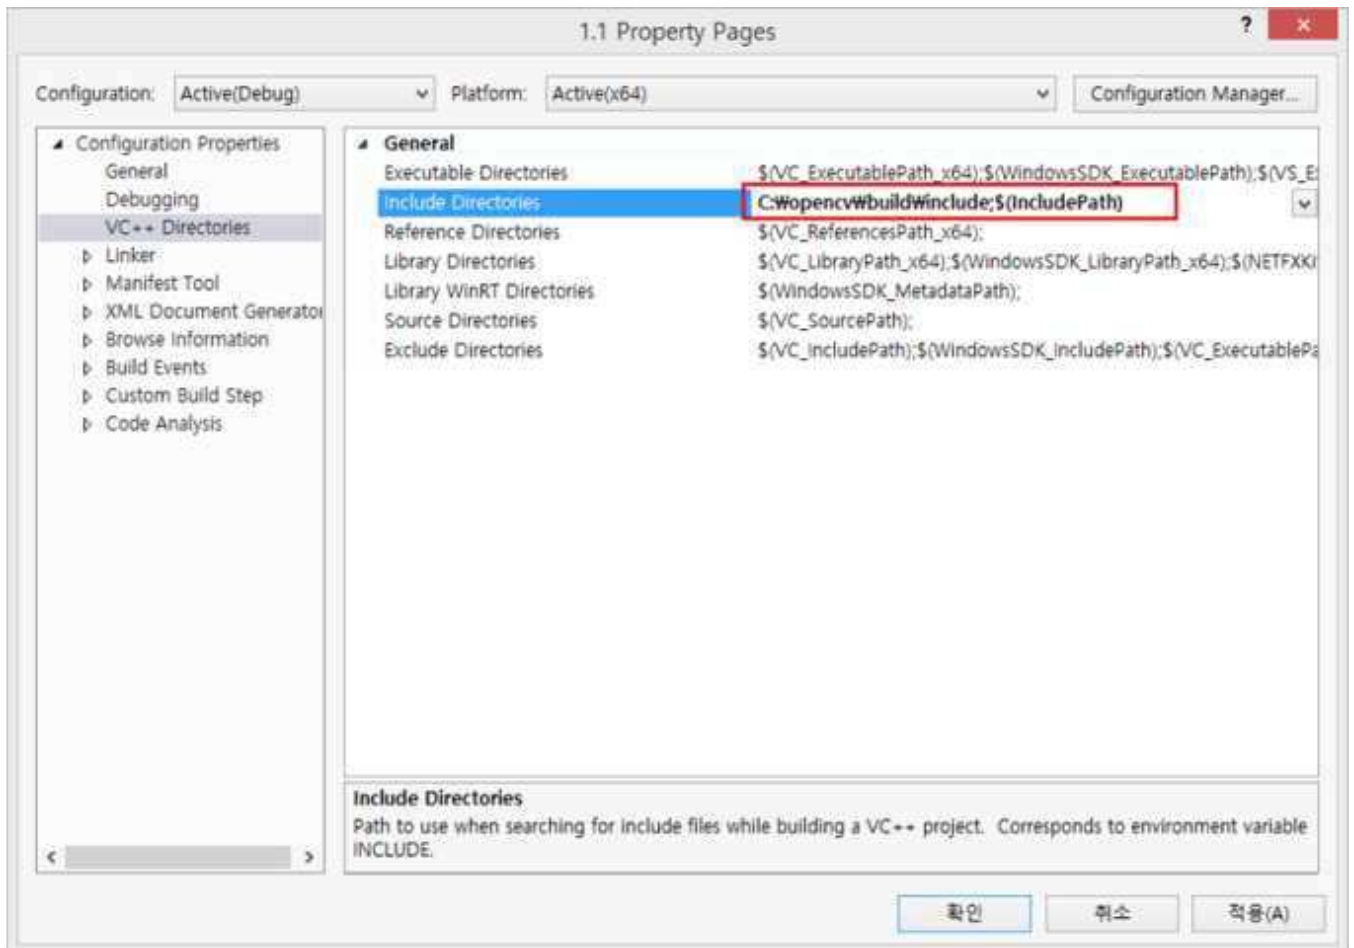 1.1 Property Pages
?
Configuration: Active(Debug) Platform: Active(x64) Configuration Manager...
Configuration Properties
General
Debugging
VC++ Directories
Linker
Manifest Tool
XML Document Generator
Browse Information
Build Events
Custom Build Step
Code Analysis
General
Executable Directories $(VC_ExecutablePath_x64);$(WindowsSDK_ExecutablePath);$(VS_E
Include Directories C:₩opencv₩build₩include;$(IncludePath)
Reference Directories $(VC_ReferencesPath_x64);
Library Directories $(VC_LibraryPath_x64);$(WindowsSDK_LibraryPath_x64);$(NETFXKi
Library WinRT Directories $(WindowsSDK_MetadataPath);
Source Directories $(VC_SourcePath);
Exclude Directories $(VC_IncludePath);$(WindowsSDK_IncludePath);$(VC_ExecutablePa
Include Directories
Path to use when searching for include files while building a VC++ project. Corresponds to environment variable
INCLUDE.
확인 취소 적용(A)